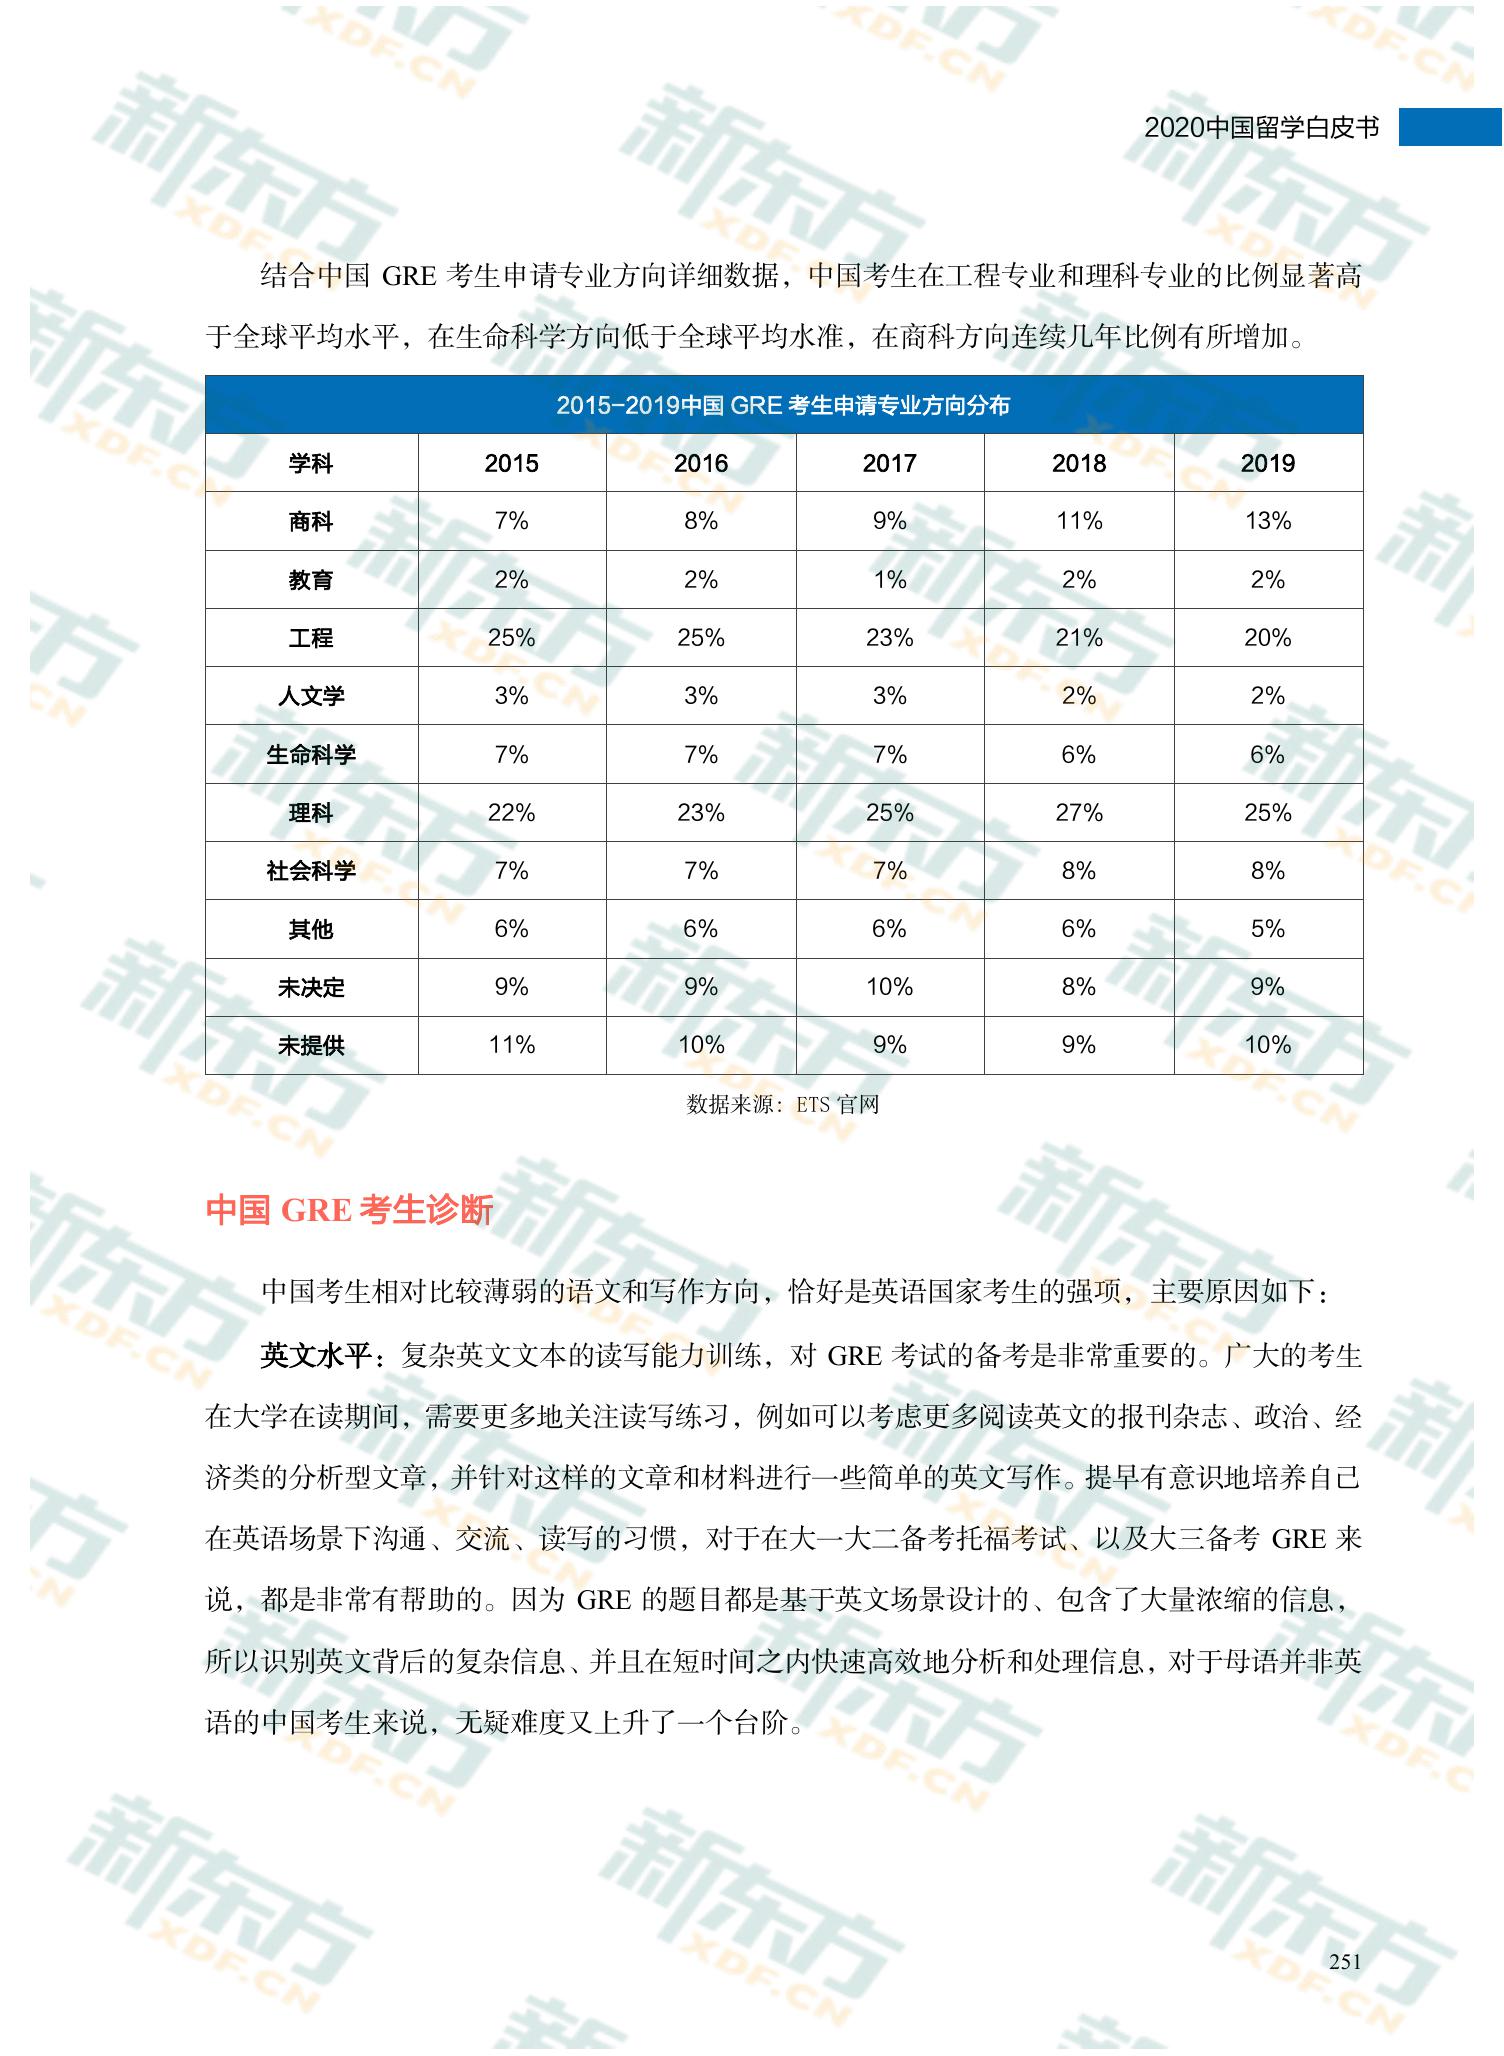 2020中国留学白皮书
结合中国 GRE 考生申请专业方向详细数据，中国考生在工程专业和理科专业的比例显著高
于全球平均水平，在生命科学方向低于全球平均水准，在商科方向连续几年比例有所增加。
2015-2019中国 GRE 考生申请专业方向分布
学科 2015 2016 2017 2018 2019
商科 7% 8% 9% 11% 13%
教育 2% 2% 1% 2% 2%
工程 25% 25% 23% 21% 20%
人文学 3% 3% 3% 2% 2%
生命科学 7% 7% 7% 6% 6%
理科 22% 23% 25% 27% 25%
社会科学 7% 7% 7% 8% 8%
其他 6% 6% 6% 6% 5%
未决定 9% 9% 10% 8% 9%
未提供 11% 10% 9% 9% 10%
数据来源：ETS 官网
中国 GRE 考生诊断
中国考生相对比较薄弱的语文和写作方向，恰好是英语国家考生的强项，主要原因如下：
英文水平：复杂英文文本的读写能力训练，对 GRE 考试的备考是非常重要的。广大的考生
在大学在读期间，需要更多地关注读写练习，例如可以考虑更多阅读英文的报刊杂志、政治、经
济类的分析型文章，并针对这样的文章和材料进行一些简单的英文写作。提早有意识地培养自己
在英语场景下沟通、交流、读写的习惯，对于在大一大二备考托福考试、以及大三备考 GRE 来
说，都是非常有帮助的。因为 GRE 的题目都是基于英文场景设计的、包含了大量浓缩的信息，
所以识别英文背后的复杂信息、并且在短时间之内快速高效地分析和处理信息，对于母语并非英
语的中国考生来说，无疑难度又上升了一个台阶。
251
新东方
XDF.CN